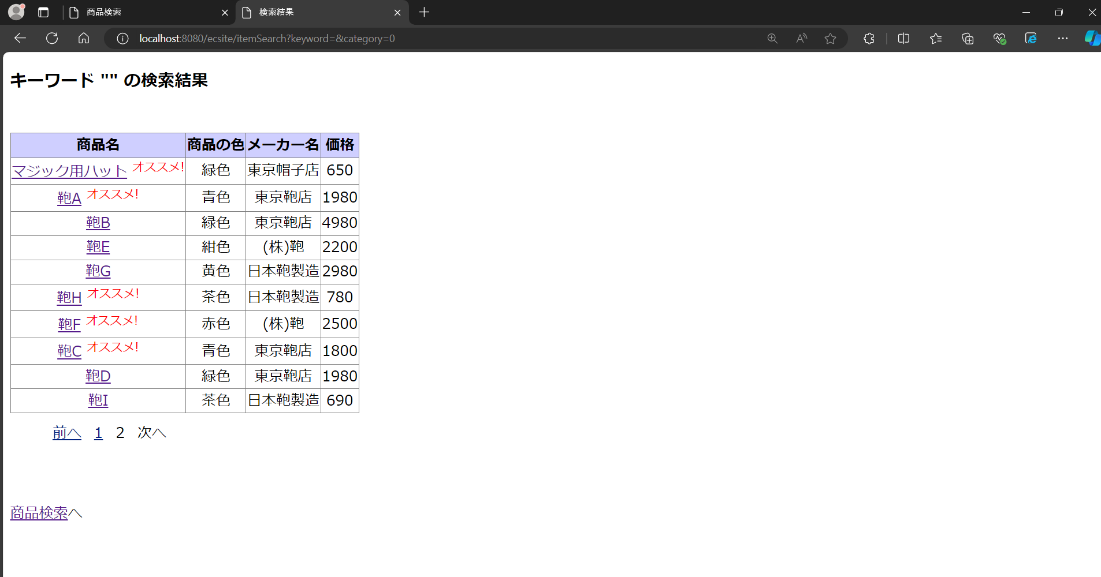 商品検索 検索結果
localhost:8080/ecsite/itemSearch?keyword=&category=0
キーワード "" の検索結果
商品名 商品の色 メーカー名 価格
マジック用ハット オススメ! 緑色 東京帽子店 650
鞄A オススメ! 青色 東京鞄店 1980
鞄B 緑色 東京鞄店 4980
鞄E 紺色 (株)鞄 2200
鞄G 黄色 日本鞄製造 2980
鞄H オススメ! 茶色 日本鞄製造 780
鞄F オススメ! 赤色 (株)鞄 2500
鞄C オススメ! 青色 東京鞄店 1800
鞄D 緑色 東京鞄店 1980
鞄I 茶色 日本鞄製造 690
前へ 1 2 次へ
商品検索へ